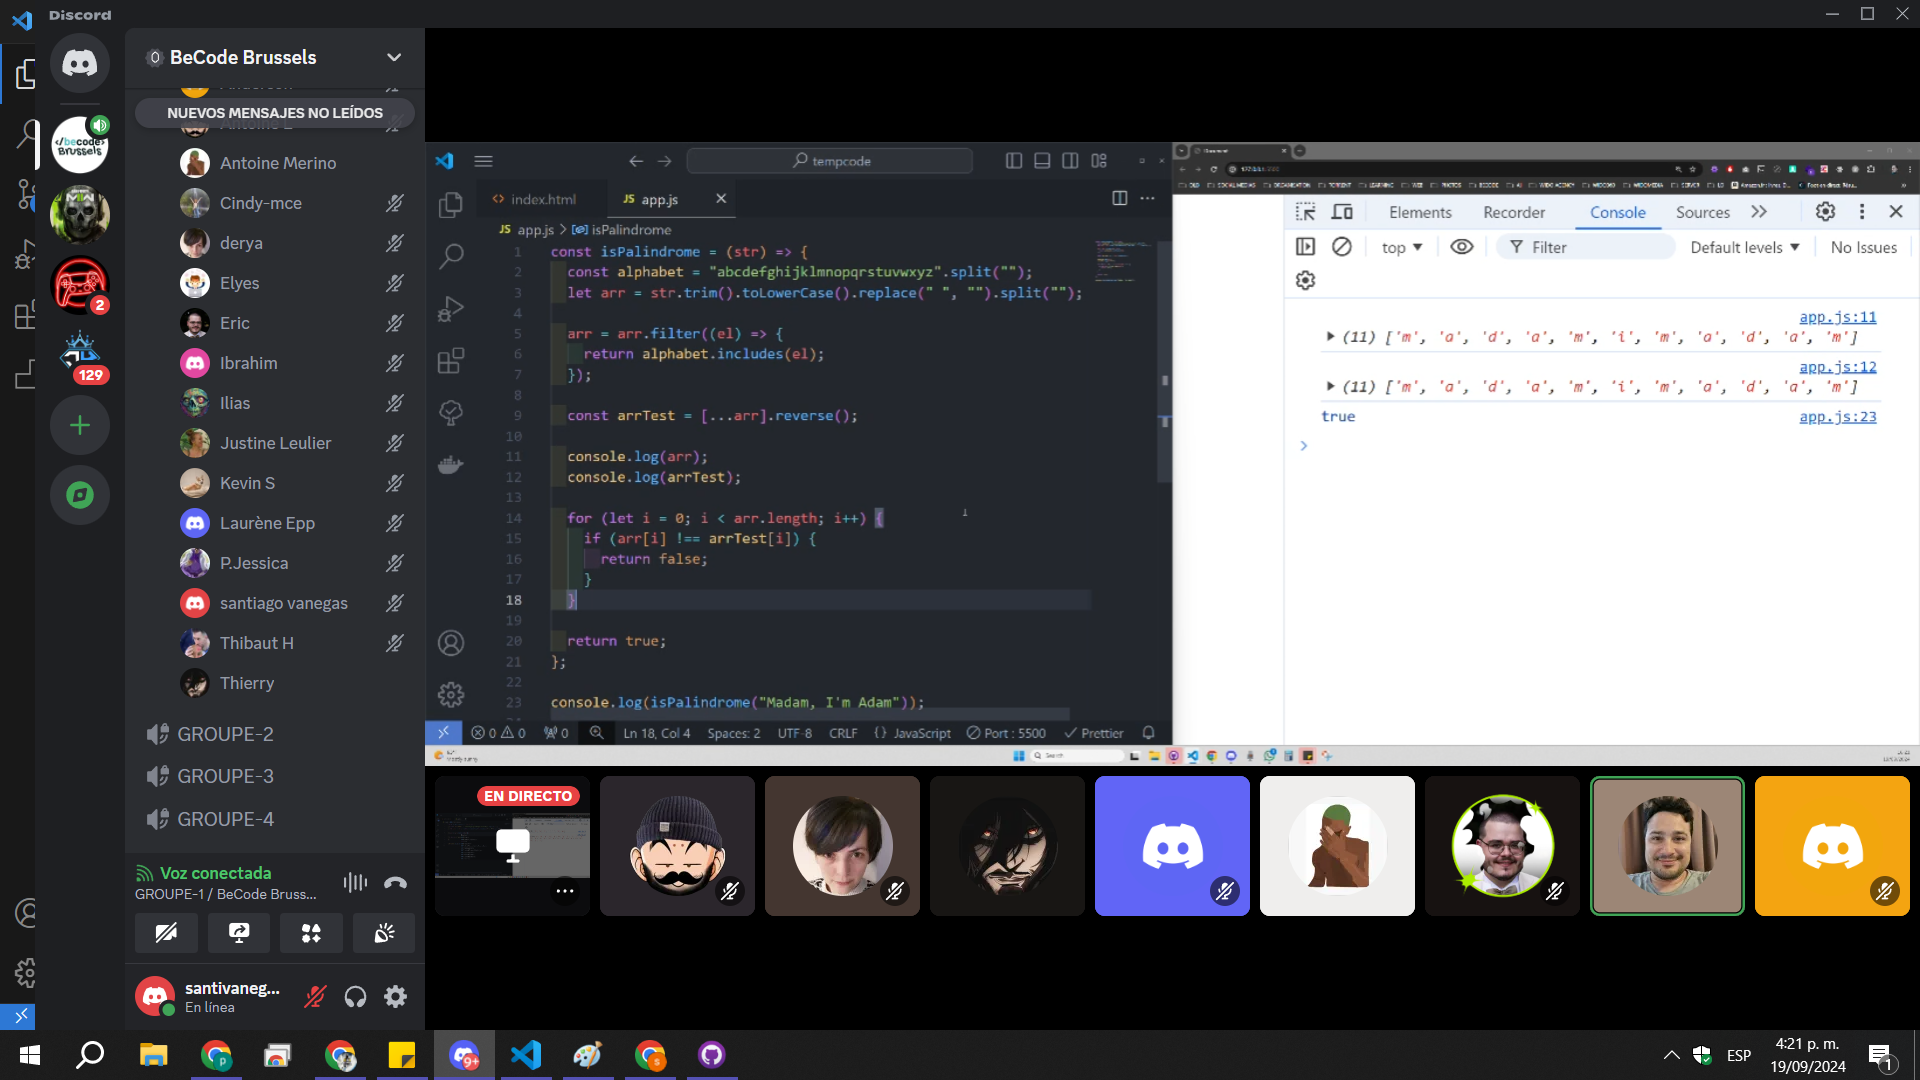 Discord
BeCode Brussels
NUEVOS MENSAJES NO LEÍDOS
Antoine Merino
Cindy-mce
derya
Elyes
Eric
Ibrahim
Ilias
Justine Leulier
Kevin S
Laurène Epp
P.Jessica
santiago vanegas
Thibaut H
Thierry
GROUPE-2
GROUPE-3
GROUPE-4
Voz conectada
GROUPE-1 / BeCode Bruss...
santivaneg...
En línea
</becode>
Brussels
MW
2
129
tempcode
index.html
JS app.js
JS app.js > isPalindrome
1 const isPalindrome = (str) => {
2 const alphabet = "abcdefghijklmnopqrstuvwxyz".split("");
3 let arr = str.trim().toLowerCase().replace(" ", "").split("");
4
5 arr = arr.filter((el) => {
6 return alphabet.includes(el);
7 });
8
9 const arrTest = [...arr].reverse();
10
11 console.log(arr);
12 console.log(arrTest);
13
14 for (let i = 0; i < arr.length; i++) {
15 if (arr[i] !== arrTest[i]) {
16 return false;
17 }
18 }
19
20 return true;
21 };
22
23 console.log(isPalindrome("Madam, I'm Adam"));
0 0 0 Ln 18, Col 4 Spaces: 2 UTF-8 CRLF {} JavaScript Port : 5500 Prettier
Elements Recorder Console Sources
top Filter Default levels No Issues
app.js:11
(11) ['m', 'a', 'd', 'a', 'm', 'i', 'm', 'a', 'd', 'a', 'm']
app.js:12
(11) ['m', 'a', 'd', 'a', 'm', 'i', 'm', 'a', 'd', 'a', 'm']
true app.js:23
Search
EN DIRECTO
9+
ESP
4:21 p. m.
19/09/2024
1